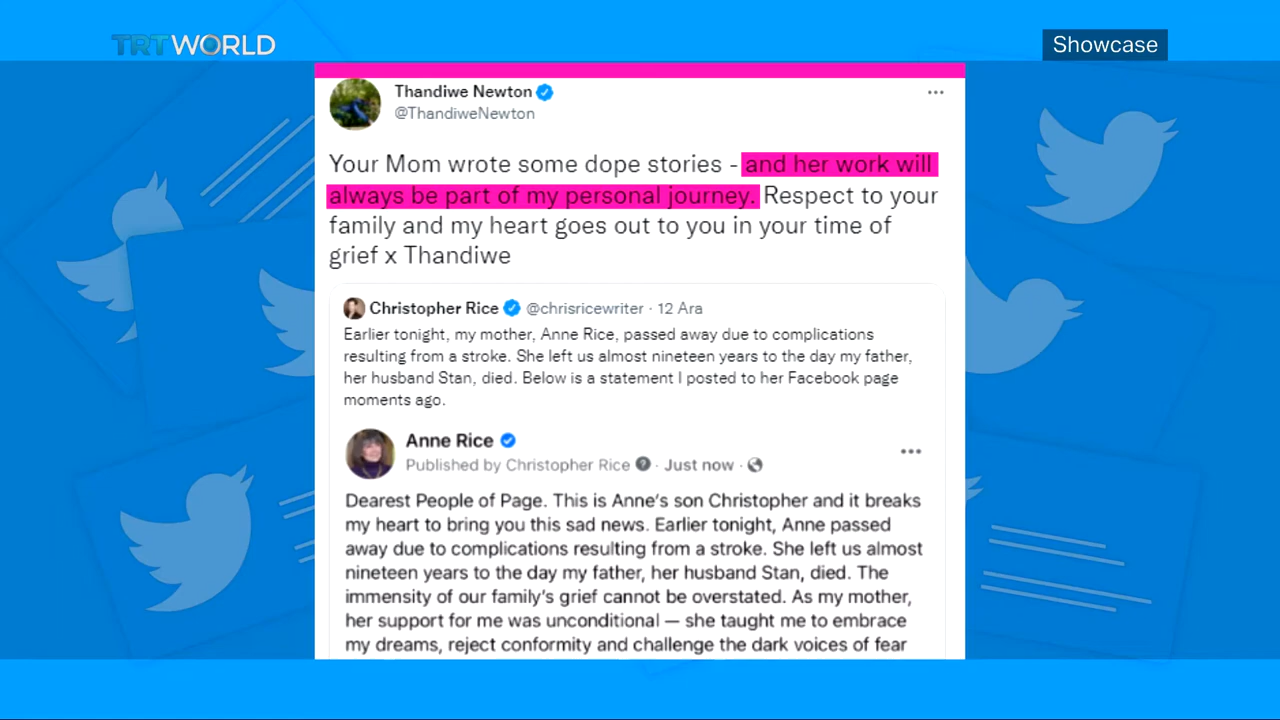 TRT WORLD
Showcase
Thandiwe Newton
@ThandiweNewton
Your Mom wrote some dope stories - and her work will
always be part of my personal journey. Respect to your
family and my heart goes out to you in your time of
grief x Thandiwe
Christopher Rice @chrisricewriter · 12 Ara
Earlier tonight, my mother, Anne Rice, passed away due to complications
resulting from a stroke. She left us almost nineteen years to the day my father,
her husband Stan, died. Below is a statement I posted to her Facebook page
moments ago.
Anne Rice
Published by Christopher Rice · Just now ·
Dearest People of Page. This is Anne's son Christopher and it breaks
my heart to bring you this sad news. Earlier tonight, Anne passed
away due to complications resulting from a stroke. She left us almost
nineteen years to the day my father, her husband Stan, died. The
immensity of our family's grief cannot be overstated. As my mother,
her support for me was unconditional — she taught me to embrace
my dreams, reject conformity and challenge the dark voices of fear